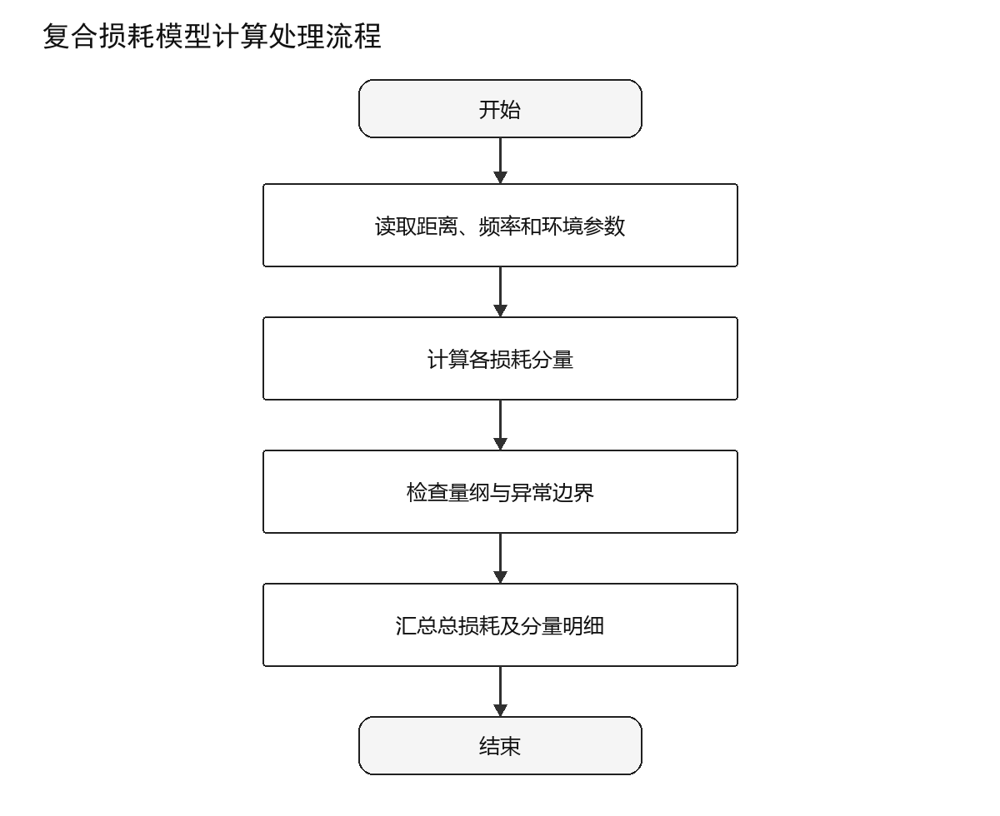 复合损耗模型计算处理流程
开始
读取距离、频率和环境参数
计算各损耗分量
检查量纲与异常边界
汇总总损耗及分量明细
结束